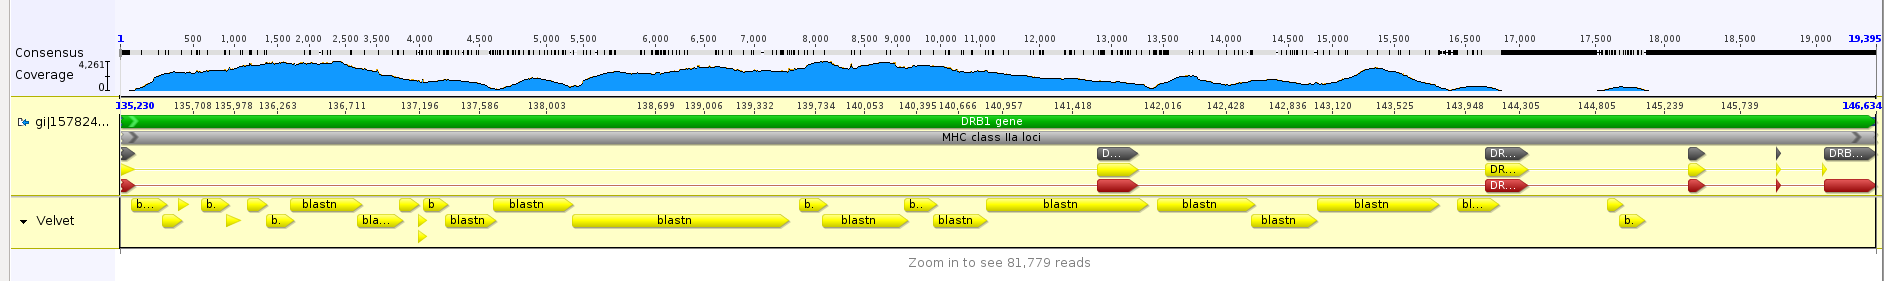 1 500 1,000 1,500 2,000 2,500 3,500 4,000 4,500 5,000 5,500 6,000 6,500 7,000 8,000 8,500 9,000 10,000 11,000 12,000 13,000 13,500 14,000 14,500 15,000 15,500 16,500 17,000 17,500 18,000 18,500 19,000 19,395
Consensus
4,261
Coverage
0
135,230 135,708 135,978 136,263 136,711 137,196 137,586 138,003 138,699 139,006 139,332 139,734 140,053 140,395 140,666 140,957 141,418 142,016 142,428 142,836 143,120 143,525 143,948 144,305 144,805 145,239 145,739 146,634
gi|157824... DRB1 gene
MHC class IIa loci
D... DR... DRB...
DR...
DR...
b... b. blastn b blastn b. b.. blastn blastn blastn bl...
Velvet b. bla... blastn blastn blastn blastn blastn b.
Zoom in to see 81,779 reads